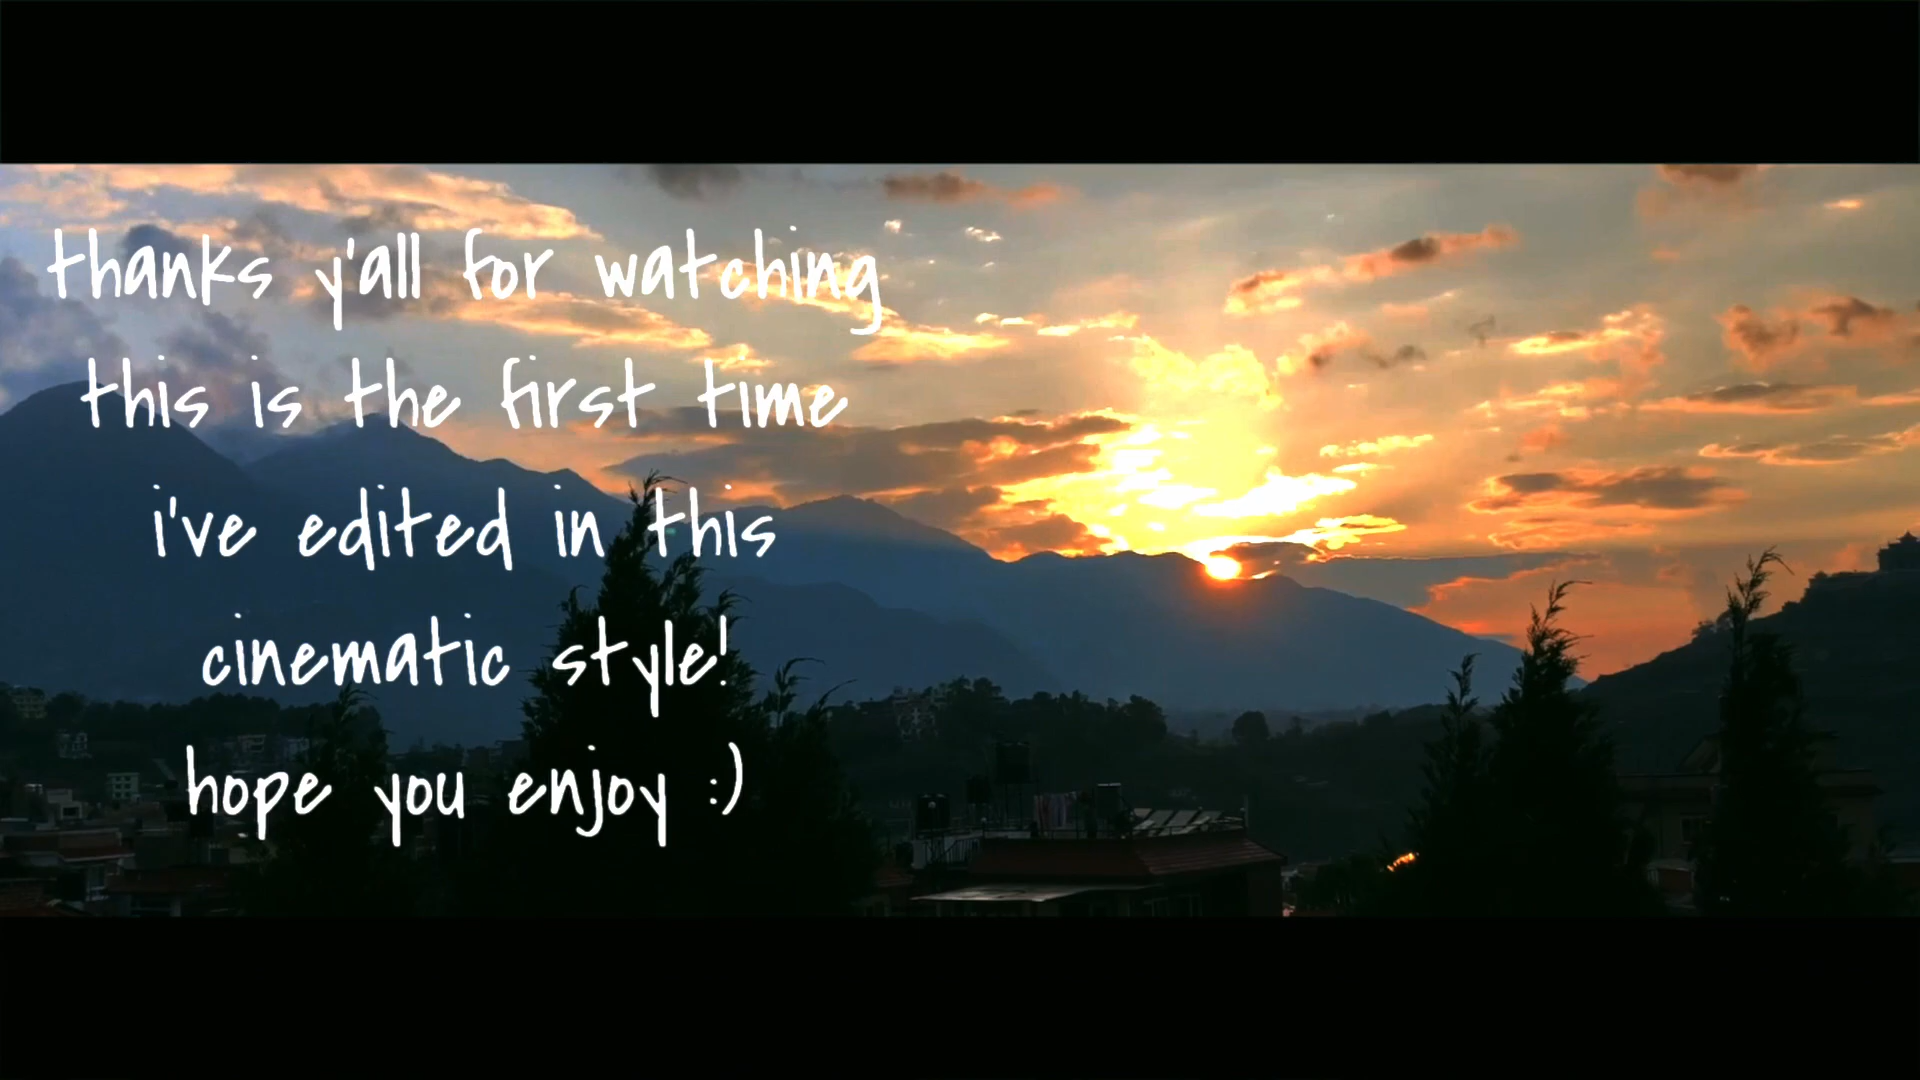 thanks y'all for watching
this is the first time
i've edited in this
cinematic style!
hope you enjoy :)